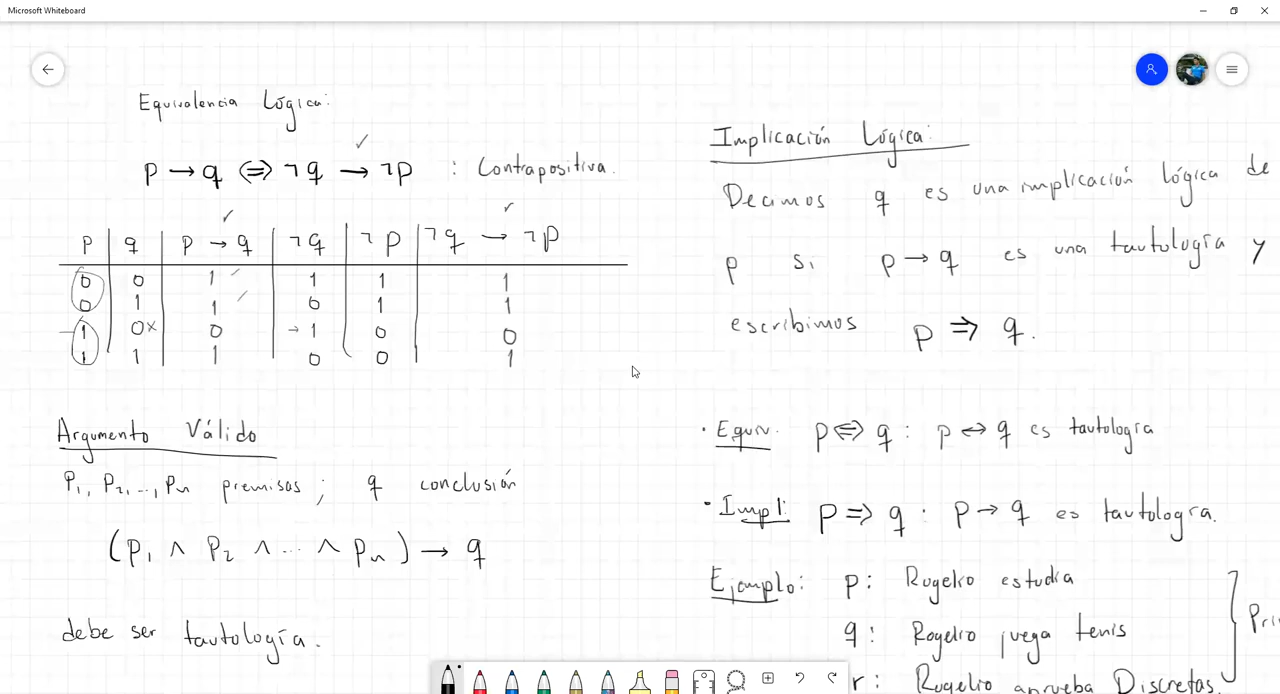 Microsoft Whiteboard
Equivalencia Lógica:
p → q ⇔ ¬q → ¬p : Contrapositiva.
p q p → q ¬q ¬p ¬q → ¬p
0 0 1 1 1 1
0 1 1 0 1 1
1 0 0 1 0 0
1 1 1 0 0 1
Argumento Válido
P1, P2, ..., Pn premisas; q conclusión
(P1 ∧ P2 ∧ ... ∧ Pn) → q
debe ser tautología.
Implicación Lógica:
Decimos q es una implicación lógica de
p si p → q es una tautología y
escribimos p ⇒ q.
· Equiv. p ⇔ q : p ↔ q es tautología
· Impl: p ⇒ q : p → q es tautología.
Ejemplo: p: Rogelio estudia
q: Rogelio juega tenis
r: Rogelio aprueba Discretas